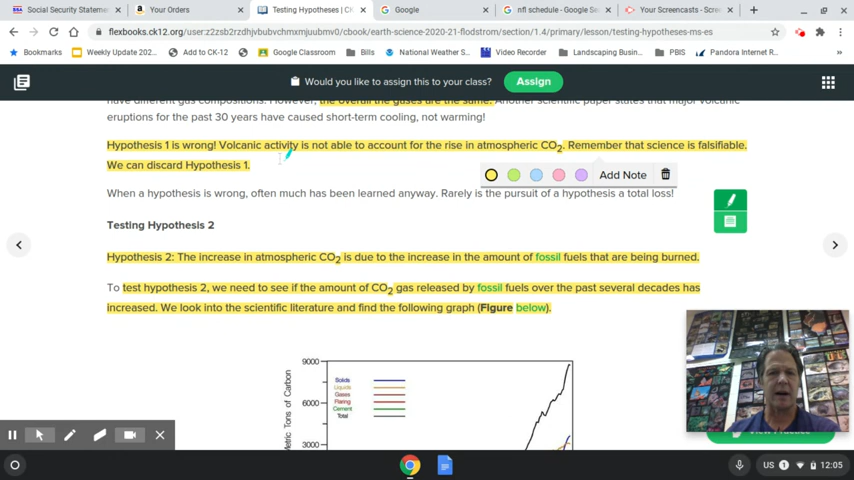 Social Security Statemen
Your Orders
Testing Hypotheses | CK
Google
nfl schedule - Google Se
Your Screencasts - Scre
flexbooks.ck12.org/user:z2zsb2rzdhjvbubvchmxmjuubmv0/cbook/earth-science-2020-21-flodstrom/section/1.4/primary/lesson/testing-hypotheses-ms-es
Bookmarks
Weekly Update 202...
Add to CK-12
Google Classroom
Bills
National Weather S...
Video Recorder
Landscaping Busine...
PBIS
Pandora Internet R...
Would you like to assign this to your class?
Assign
have different gas compositions. However, the overall the gases are the same. Another scientific paper states that major volcanic
eruptions for the past 30 years have caused short-term cooling, not warming!
Hypothesis 1 is wrong! Volcanic activity is not able to account for the rise in atmospheric CO2. Remember that science is falsifiable.
We can discard Hypothesis 1.
Add Note
When a hypothesis is wrong, often much has been learned anyway. Rarely is the pursuit of a hypothesis a total loss!
Testing Hypothesis 2
Hypothesis 2: The increase in atmospheric CO2 is due to the increase in the amount of fossil fuels that are being burned.
To test hypothesis 2, we need to see if the amount of CO2 gas released by fossil fuels over the past several decades has
increased. We look into the scientific literature and find the following graph (Figure below).
9000
6000
3000
Metric Tons of Carbon
Solids
Liquids
Gases
Flaring
Cement
Total
View Practice
US
1
12:05